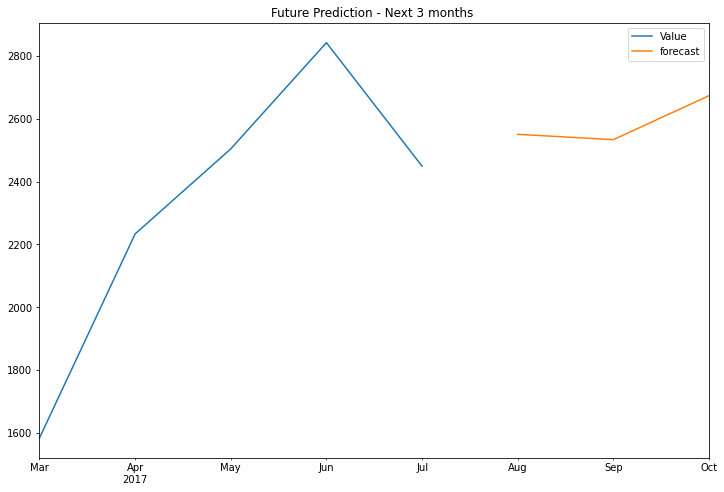 Future Prediction - Next 3 months
Value
forecast
2800
2600
2400
2200
2000
1800
1600
Mar Apr May Jun Jul Aug Sep Oct
2017